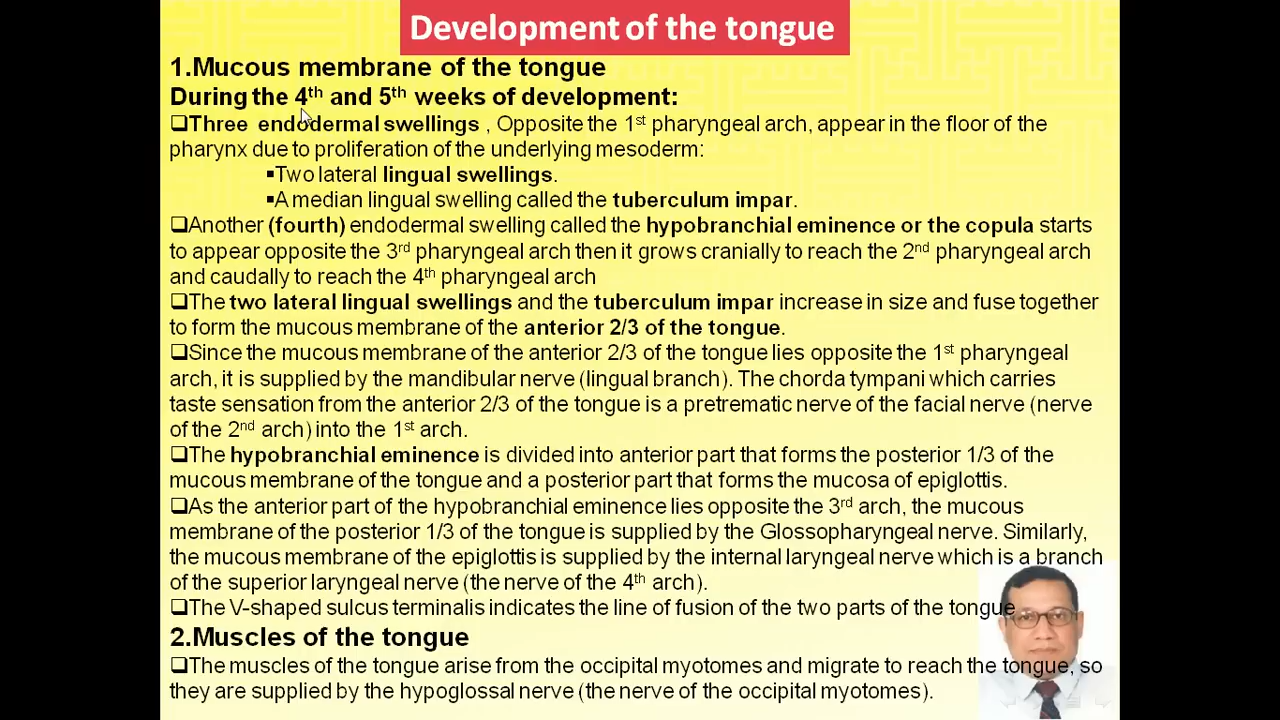 Development of the tongue
1.Mucous membrane of the tongue
During the 4th and 5th weeks of development:
❑Three endodermal swellings , Opposite the 1st pharyngeal arch, appear in the floor of the
pharynx due to proliferation of the underlying mesoderm:
▪Two lateral lingual swellings.
▪A median lingual swelling called the tuberculum impar.
❑Another (fourth) endodermal swelling called the hypobranchial eminence or the copula starts
to appear opposite the 3rd pharyngeal arch then it grows cranially to reach the 2nd pharyngeal arch
and caudally to reach the 4th pharyngeal arch
❑The two lateral lingual swellings and the tuberculum impar increase in size and fuse together
to form the mucous membrane of the anterior 2/3 of the tongue.
❑Since the mucous membrane of the anterior 2/3 of the tongue lies opposite the 1st pharyngeal
arch, it is supplied by the mandibular nerve (lingual branch). The chorda tympani which carries
taste sensation from the anterior 2/3 of the tongue is a pretrematic nerve of the facial nerve (nerve
of the 2nd arch) into the 1st arch.
❑The hypobranchial eminence is divided into anterior part that forms the posterior 1/3 of the
mucous membrane of the tongue and a posterior part that forms the mucosa of epiglottis.
❑As the anterior part of the hypobranchial eminence lies opposite the 3rd arch, the mucous
membrane of the posterior 1/3 of the tongue is supplied by the Glossopharyngeal nerve. Similarly,
the mucous membrane of the epiglottis is supplied by the internal laryngeal nerve which is a branch
of the superior laryngeal nerve (the nerve of the 4th arch).
❑The V-shaped sulcus terminalis indicates the line of fusion of the two parts of the tongue
2.Muscles of the tongue
❑The muscles of the tongue arise from the occipital myotomes and migrate to reach the tongue, so
they are supplied by the hypoglossal nerve (the nerve of the occipital myotomes).